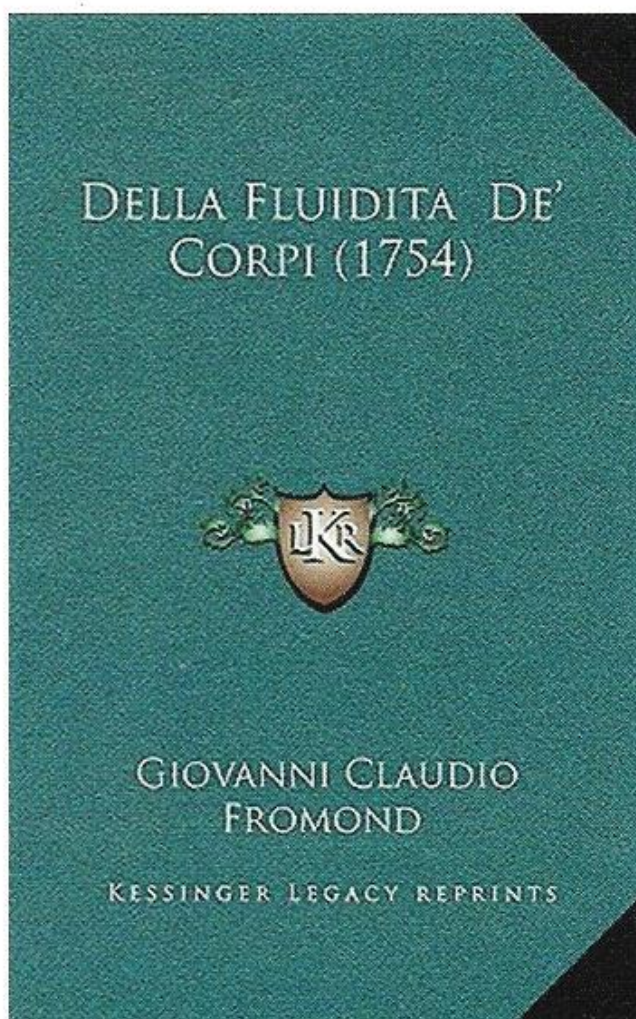 DELLA FLUIDITA DE'
CORPI (1754)
LKR
GIOVANNI CLAUDIO
FROMOND
KESSINGER LEGACY REPRINTS